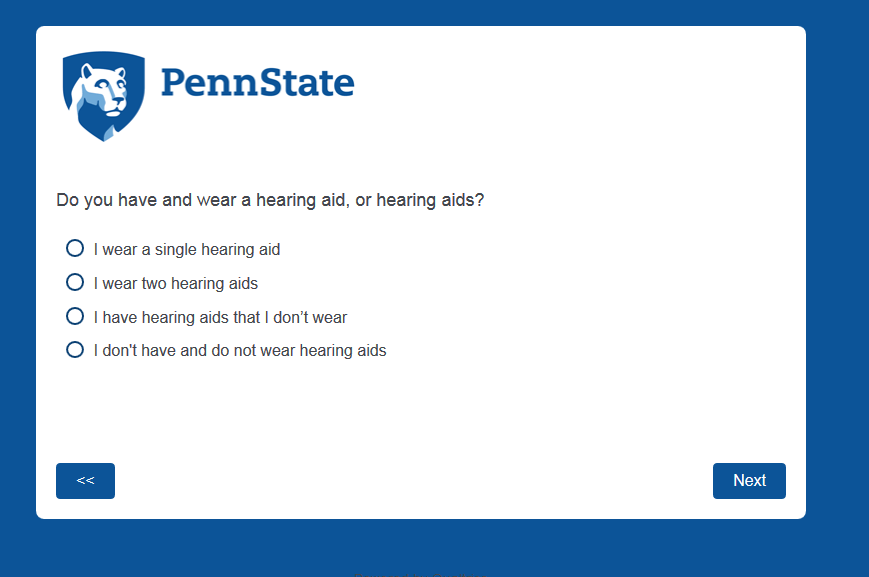 PennState
Do you have and wear a hearing aid, or hearing aids?
I wear a single hearing aid
I wear two hearing aids
I have hearing aids that I don’t wear
I don't have and do not wear hearing aids
<<
Next